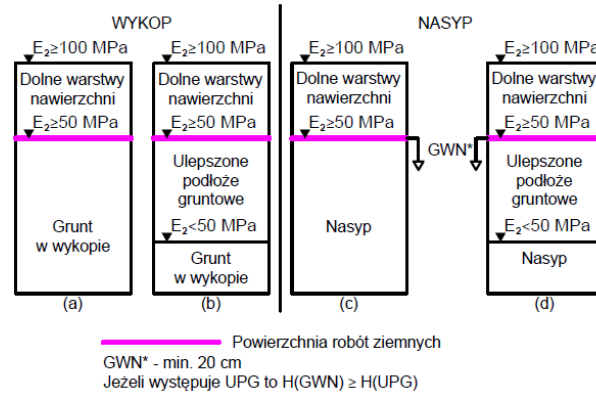 WYKOP
NASYP
E₂≥100 MPa
E₂≥100 MPa
E₂≥100 MPa
E₂≥100 MPa
Dolne warstwy
nawierzchni
Dolne warstwy
nawierzchni
Dolne warstwy
nawierzchni
Dolne warstwy
nawierzchni
E₂≥50 MPa
E₂≥50 MPa
E₂≥50 MPa
E₂≥50 MPa
GWN*
Grunt
w wykopie
Ulepszone
podłoże
gruntowe
Nasyp
Ulepszone
podłoże
gruntowe
E₂<50 MPa
E₂<50 MPa
Grunt
w wykopie
Nasyp
(a)
(b)
(c)
(d)
Powierzchnia robót ziemnych
GWN* - min. 20 cm
Jeżeli występuje UPG to H(GWN) ≥ H(UPG)